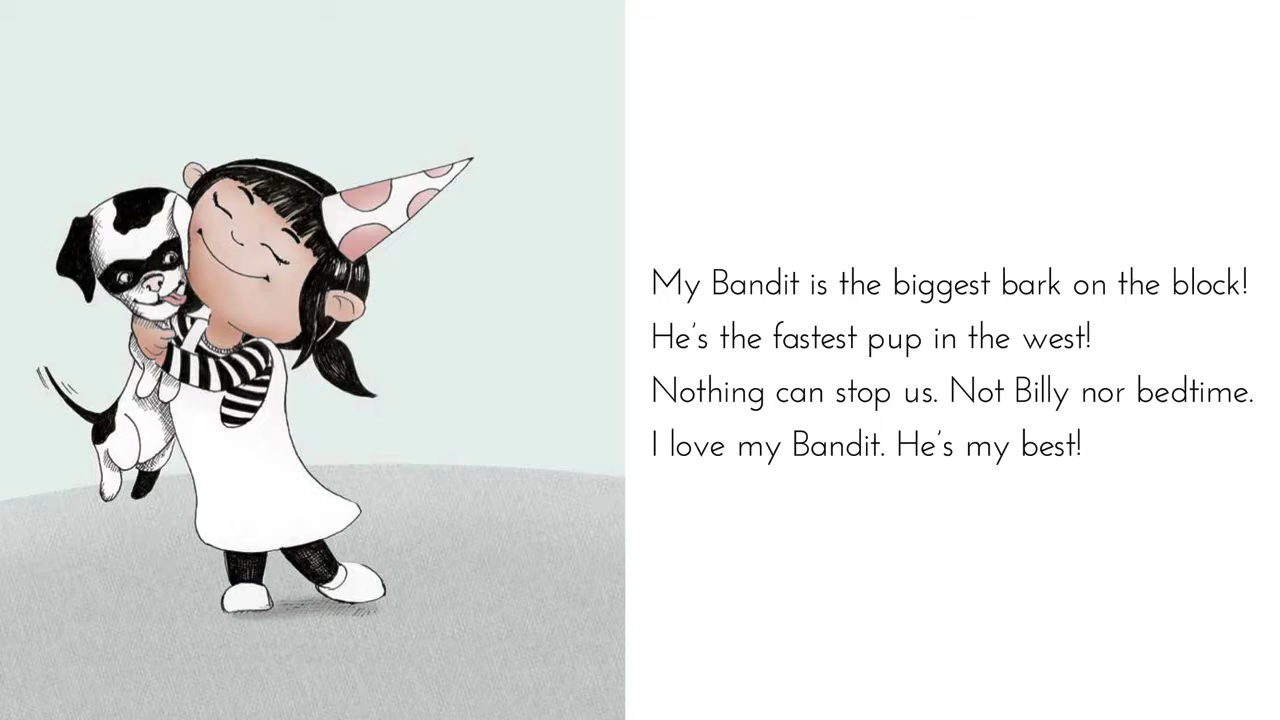 My Bandit is the biggest bark on the block!
He's the fastest pup in the west!
Nothing can stop us. Not Billy nor bedtime.
I love my Bandit. He's my best!